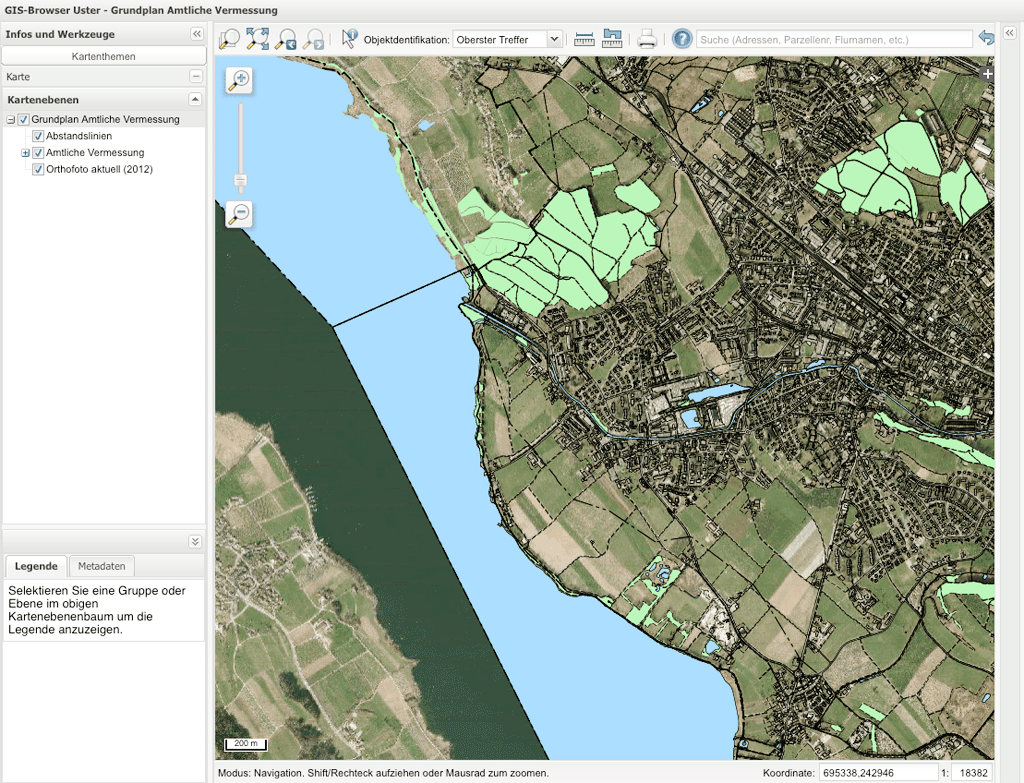 GIS-Browser Uster - Grundplan Amtliche Vermessung
Infos und Werkzeuge
Kartenthemen
Karte
Kartenebenen
Grundplan Amtliche Vermessung
Abstandslinien
Amtliche Vermessung
Orthofoto aktuell (2012)
Legende Metadaten
Selektieren Sie eine Gruppe oder
Ebene im obigen
Kartenebenenbaum um die
Legende anzuzeigen.
Objektidentifikation: Oberster Treffer
Suche (Adressen, Parzellenr, Flurnamen, etc.)
200 m
Modus: Navigation. Shift/Rechteck aufziehen oder Mausrad zum zoomen.
Koordinate: 695338,242946 1: 18382